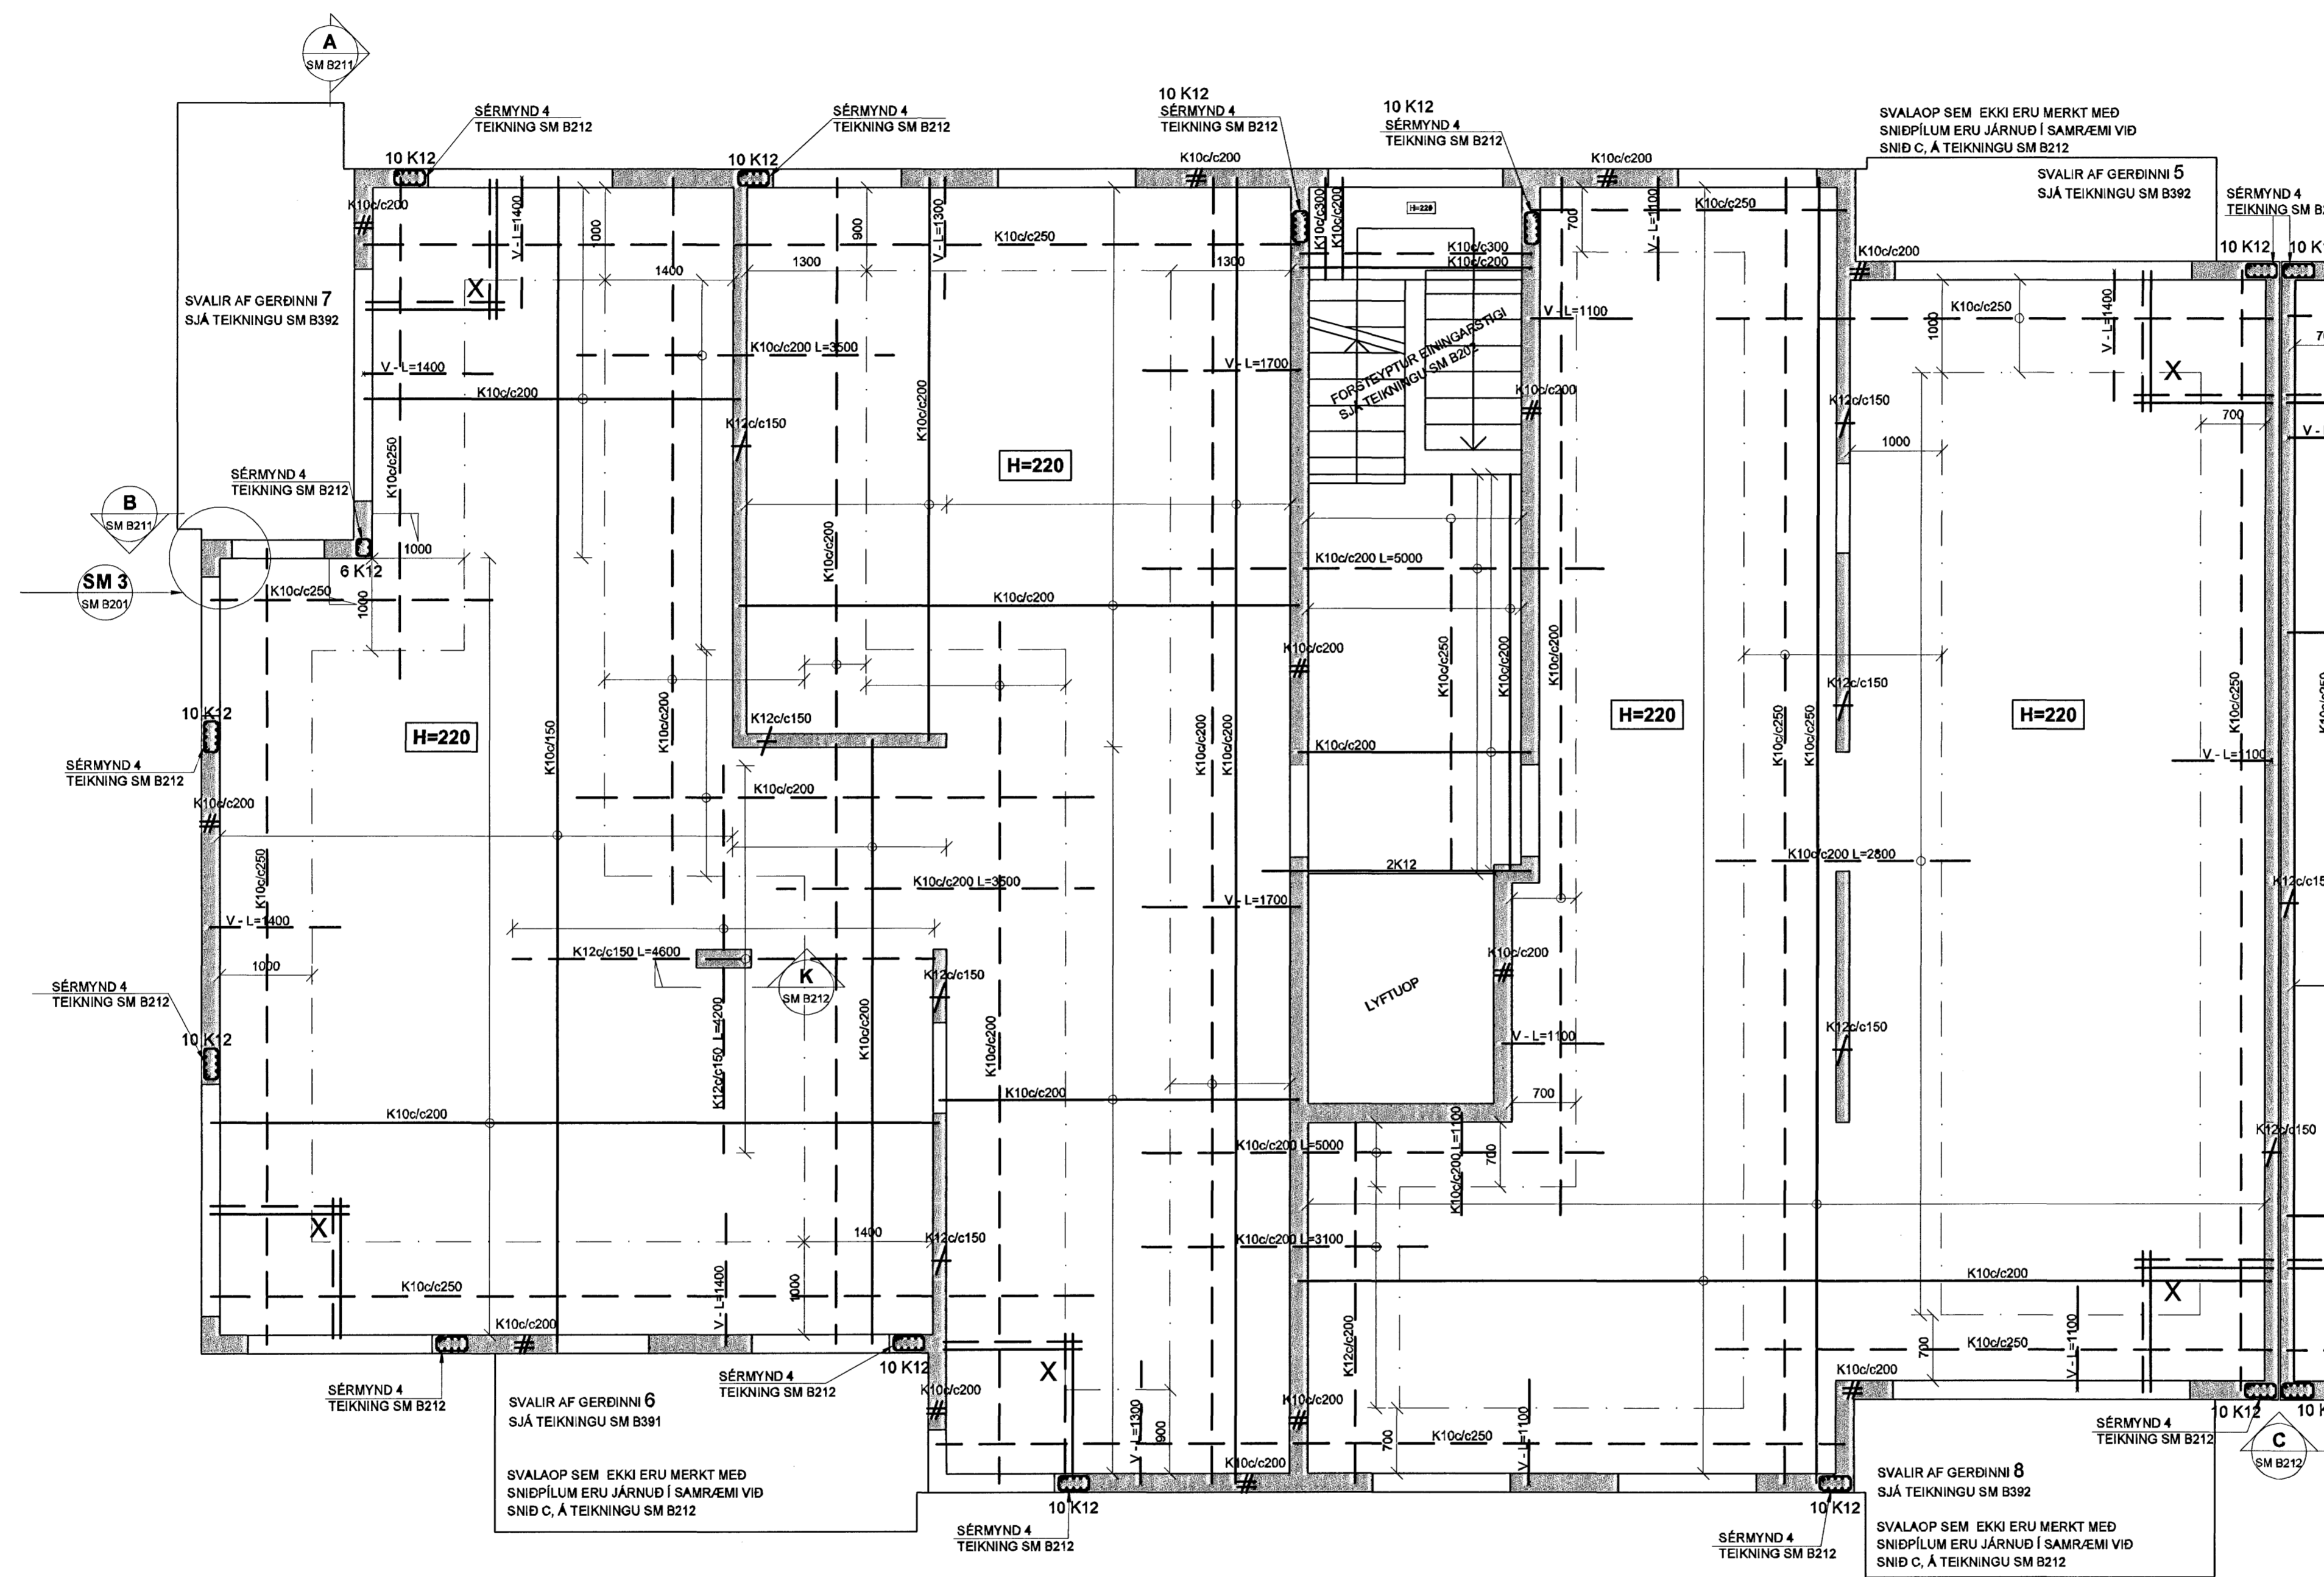 A
SM B211
SÉRMYND 4
TEIKNING SM B212
SÉRMYND 4
TEIKNING SM B212
10 K12
SÉRMYND 4
TEIKNING SM B212
10 K12
SÉRMYND 4
TEIKNING SM B212
SVALAOP SEM EKKI ERU MERKT MEÐ
SNIÐPÍLUM ERU JÁRNUÐ Í SAMRÆMI VIÐ
SNIÐ C, Á TEIKNINGU SM B212
SVALIR AF GERÐINNI 5
SJÁ TEIKNINGU SM B392
SÉRMYND 4
TEIKNING SM
10 K12
10 K12
K10c/c200
K10c/c200
10 K12
K10c/c200
V - L=1400
1000
900
V - L=1300
K10c/c250
1400
1300
1300
K10c/c300
K10c/c200
H=220
K10c/c300
K10c/c200
700
V - L=1100
K10c/c250
K10c/c200
SVALIR AF GERÐINNI 7
SJÁ TEIKNINGU SM B392
X
V - L=1400
K10c/c200
K10c/c200 L=3500
K10c/c200
V - L=1700
FORSTEYPTUR EININGARSTIGI
SJÁ TEIKNINGU SM B202
V - L=1100
K10c/c200
K10c/c250
1000
V - L=1400
X
700
K12c/c150
1000
K12c/c150
H=220
K10c/c250
SÉRMYND 4
TEIKNING SM B212
B
SM B211
1000
6 K12
SM 3
SM B201
K10c/c250
1000
K10c/c200
K10c/c200 L=5000
K10c/c200
K10c/c200
K10c/c250
K10c/c200
K10c/c200
K12c/c150
10 K12
H=220
K10c/150
K10c/c200
K12c/c150
K10c/c200
K10c/c200
K10c/c200
H=220
K10c/c250
K10c/c250
H=220
K10c/c250
V - L=1100
SÉRMYND 4
TEIKNING SM B212
K10c/c200
K10c/c200
K10c/c250
K10c/c200 L=3500
2K12
K10c/c200 L=2800
V - L=1400
V - L=1700
K12c/c150 L=4600
K10c/c200
1000
K
SM B212
K12c/c150
LYFTUOP
SÉRMYND 4
TEIKNING SM B212
10 K12
K12c/c150 L=4200
K10c/c200
K10c/c200
K12c/c150
V - L=1100
K10c/c200
K10c/c200
700
K12c/c150
K10c/c200 L=5000
K10c/c200 L=1100
700
X
1400
K12c/c150
K10c/c200 L=3100
K10c/c250
V - L=1400
1000
K10c/c200
X
K10c/c200
K12c/c200
K10c/c250
V - L=1100
700
10 K12
X
K10c/c200
K10c/c200
K10c/c200
SÉRMYND 4
TEIKNING SM B212
SÉRMYND 4
TEIKNING SM B212
SVALIR AF GERÐINNI 6
SJÁ TEIKNINGU SM B391
V - L=1300
900
K10c/c200
700
K10c/c250
V - L=1100
10 K12
SÉRMYND 4
TEIKNING SM B212
C
SM B212
SVALAOP SEM EKKI ERU MERKT MEÐ
SNIÐPÍLUM ERU JÁRNUÐ Í SAMRÆMI VIÐ
SNIÐ C, Á TEIKNINGU SM B212
10 K12
SÉRMYND 4
TEIKNING SM B212
10 K12
SÉRMYND 4
TEIKNING SM B212
SVALIR AF GERÐINNI 8
SJÁ TEIKNINGU SM B392
SVALAOP SEM EKKI ERU MERKT MEÐ
SNIÐPÍLUM ERU JÁRNUÐ Í SAMRÆMI VIÐ
SNIÐ C, Á TEIKNINGU SM B212